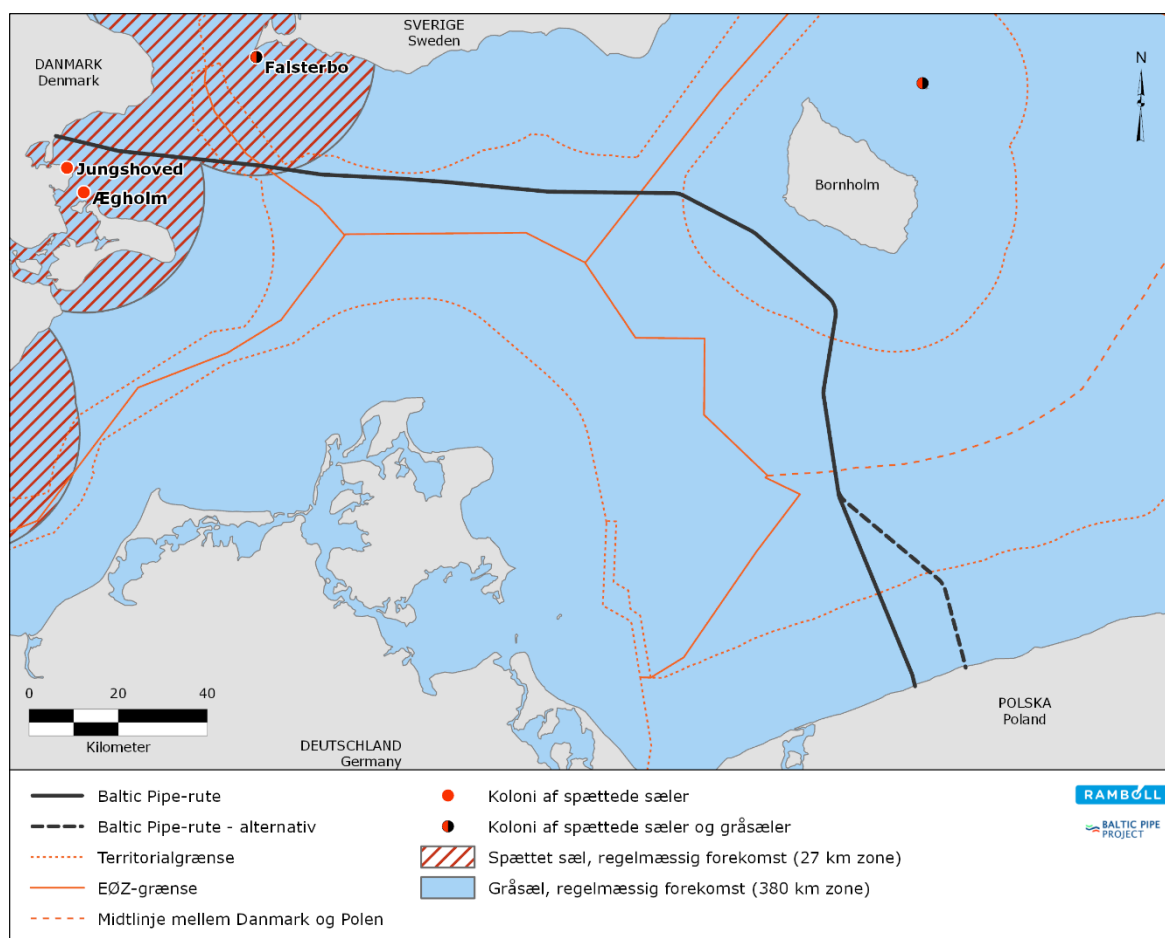 SVERIGE
Sweden
DANMARK
Denmark
Falsterbo
N
Jungshoved
Ægholm
Bornholm
0 20 40
Kilometer
DEUTSCHLAND
Germany
POLSKA
Poland
Baltic Pipe-rute
Baltic Pipe-rute - alternativ
Territorialgrænse
EØZ-grænse
Midtlinje mellem Danmark og Polen
Koloni af spættede sæler
Koloni af spættede sæler og gråsæler
Spættet sæl, regelmæssig forekomst (27 km zone)
Gråsæl, regelmæssig forekomst (380 km zone)
RAMBOLL
BALTIC PIPE
PROJECT